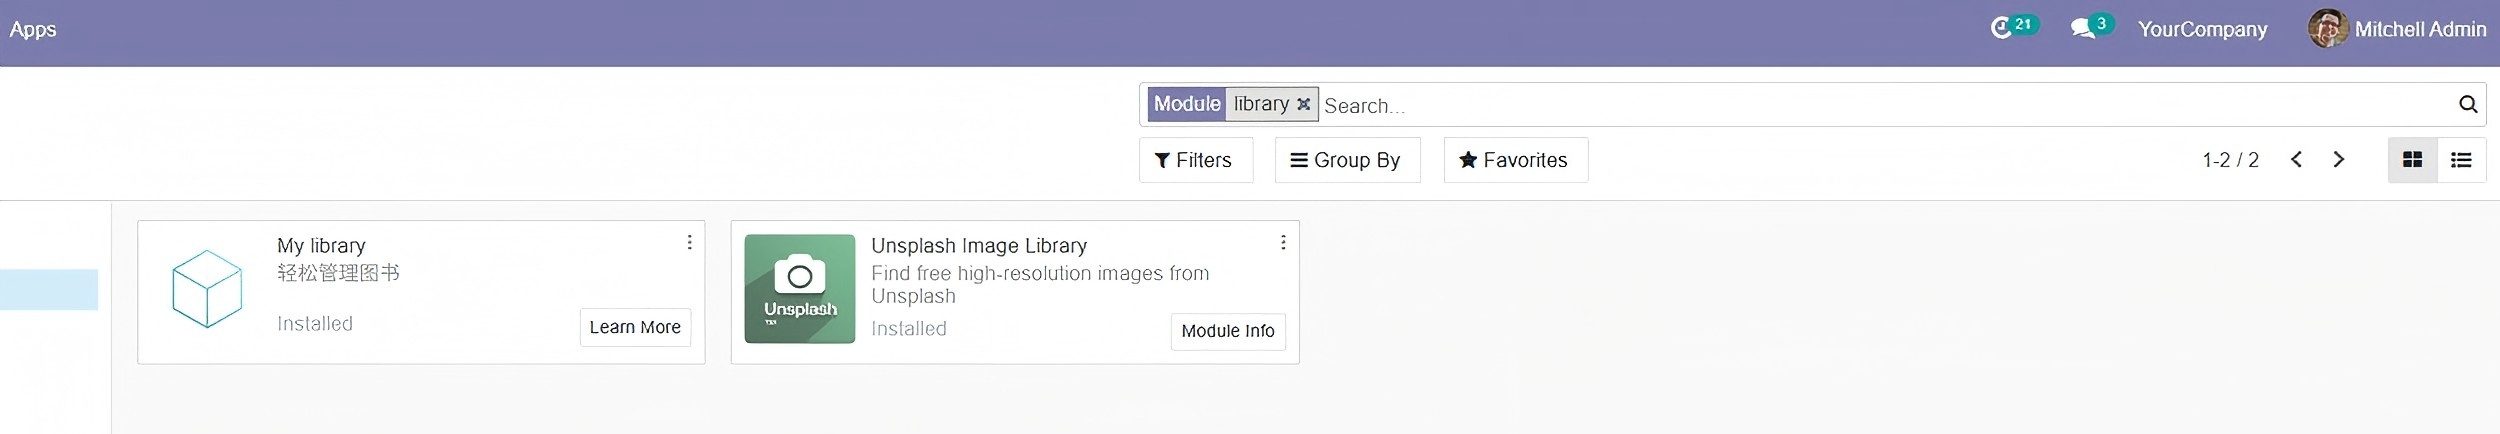 Apps
21
3
YourCompany
Mitchell Admin
Module library Search...
Filters
Group By
Favorites
1-2 / 2
My library
轻松管理图书
Installed
Learn More
Unsplash
Unsplash Image Library
Find free high-resolution images from
Unsplash
Installed
Module Info